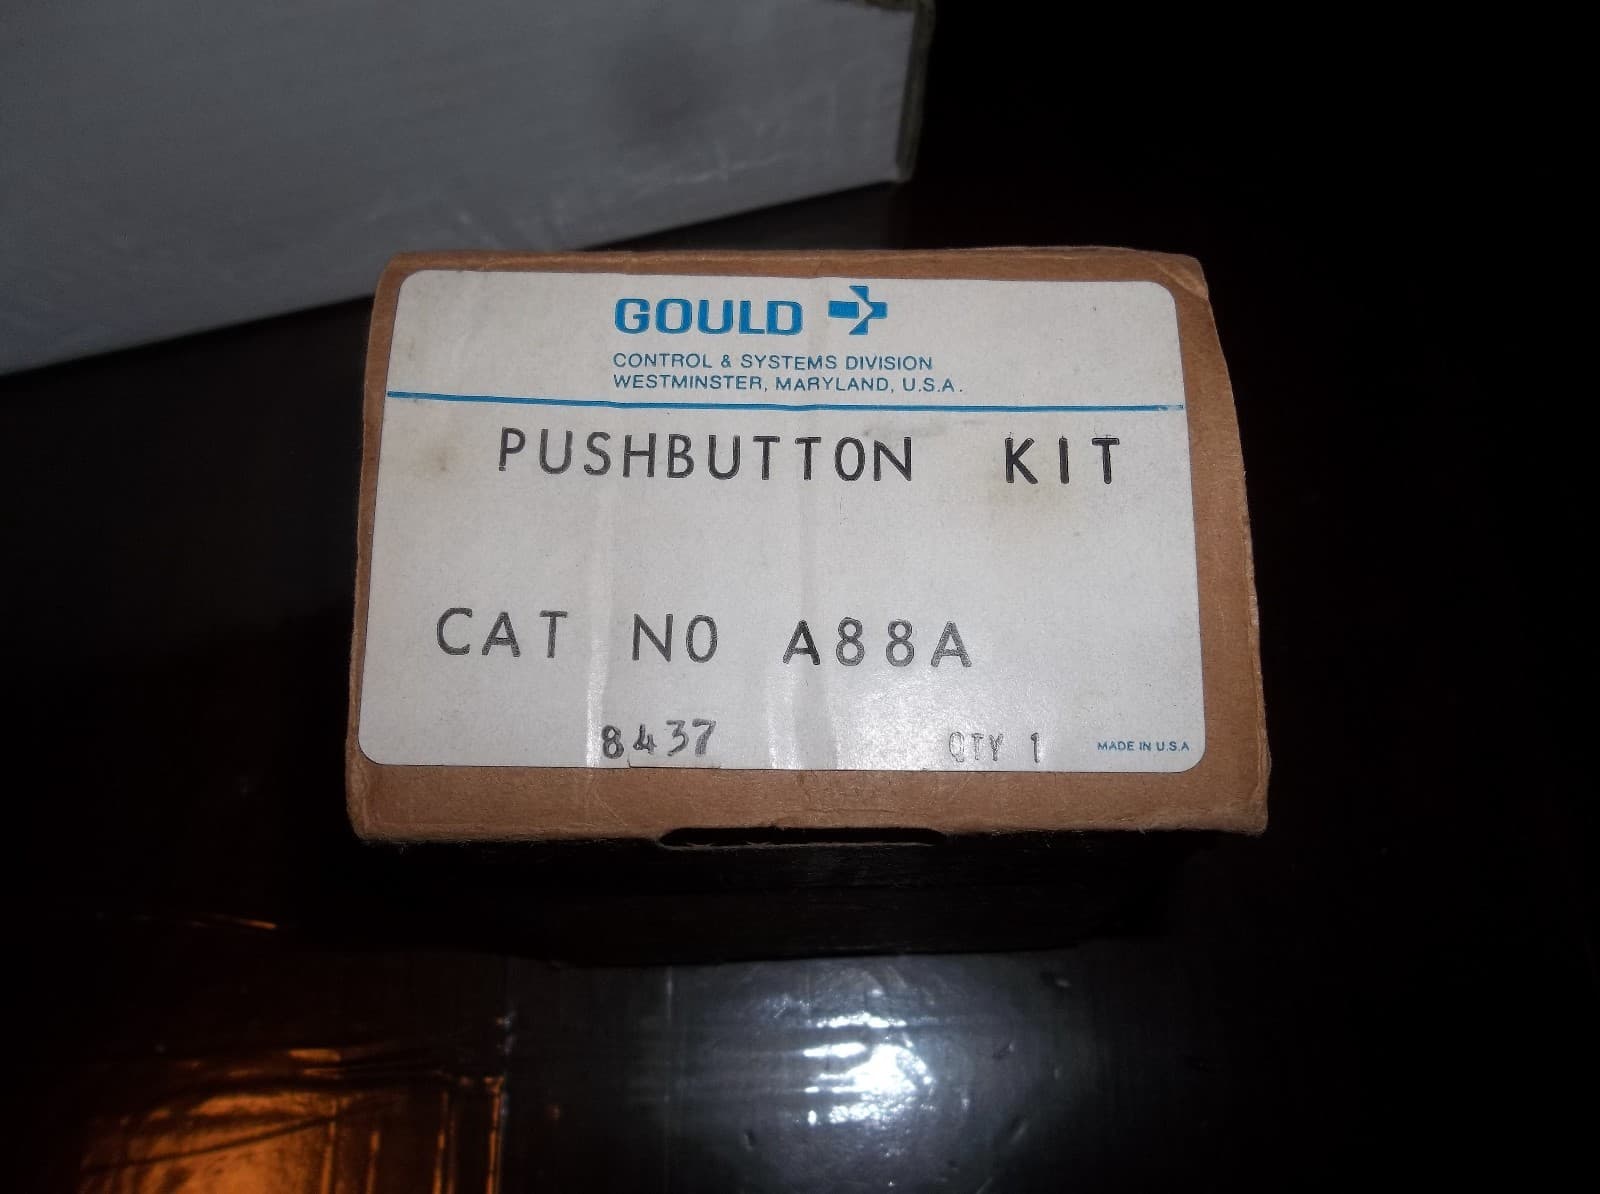 GOULD
CONTROL & SYSTEMS DIVISION
WESTMINSTER, MARYLAND, U.S.A.
PUSHBUTTON KIT
CAT NO A88A
8437 QTY 1 MADE IN U.S.A